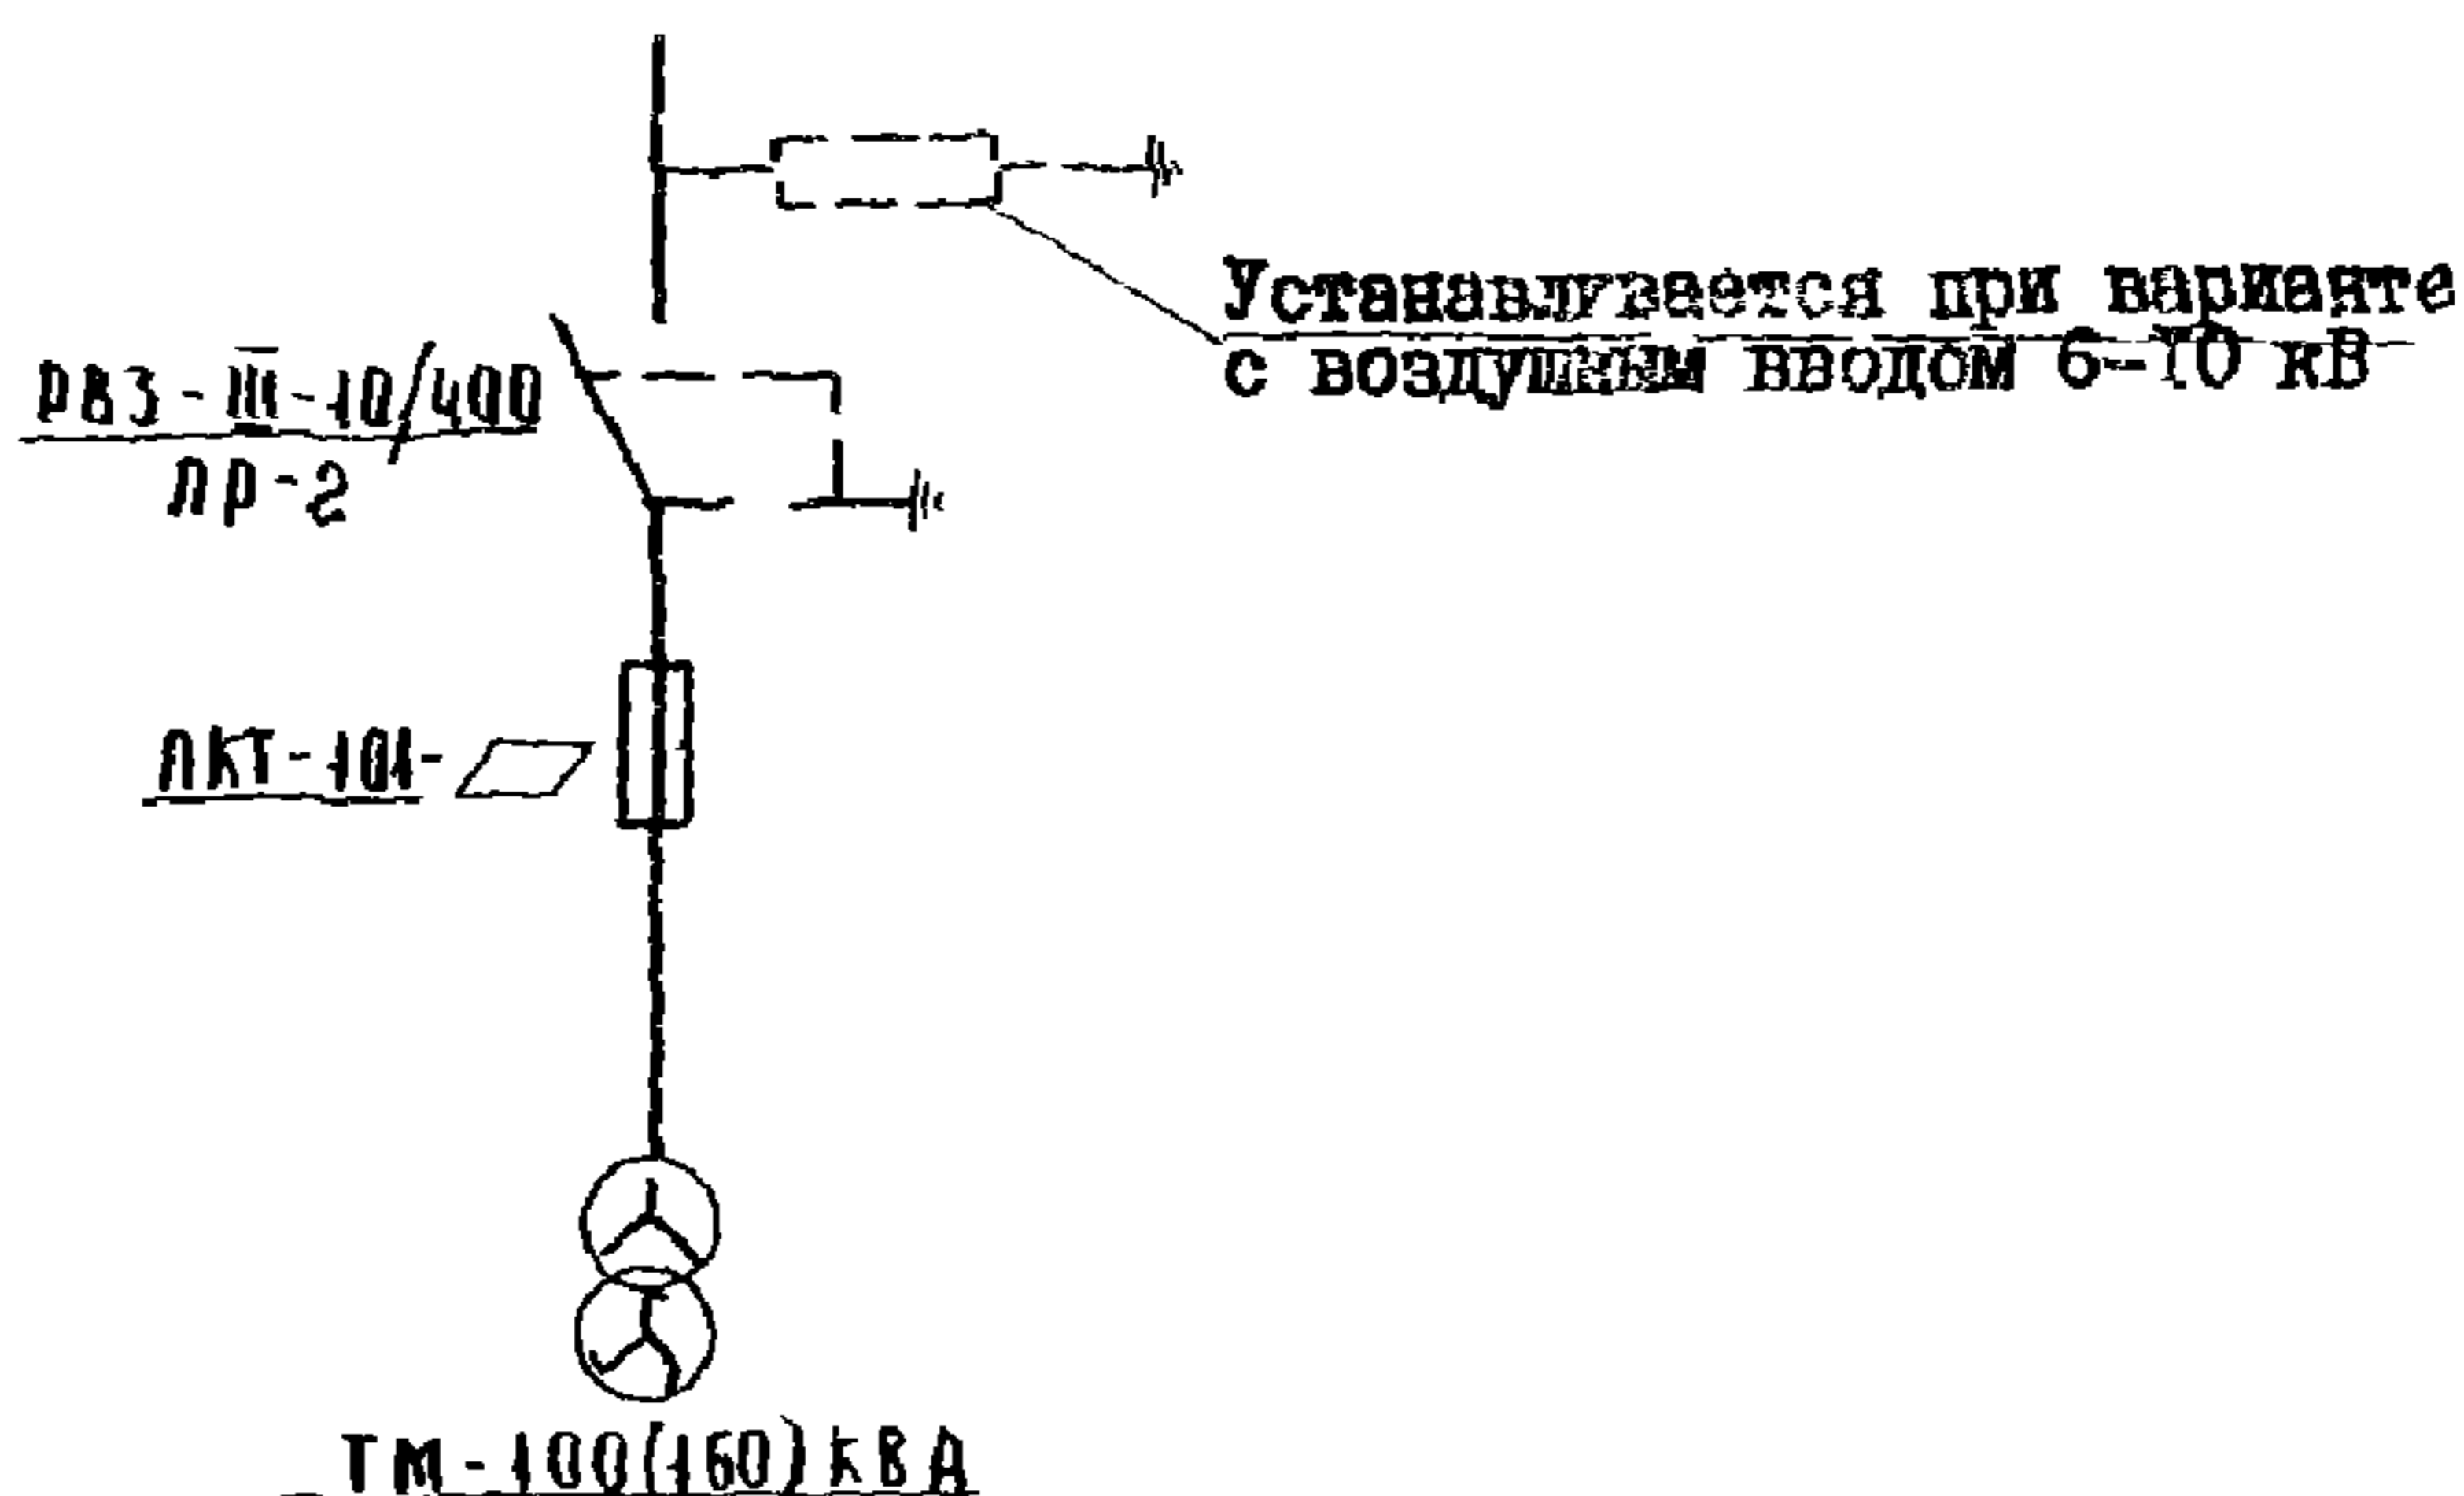 Устанавливается при варианте
с воздушным вводом 6-10 кВ
РВЗ-III-10/400
ПР-2
ПКТ-101-
ТМ-100(160)кВА